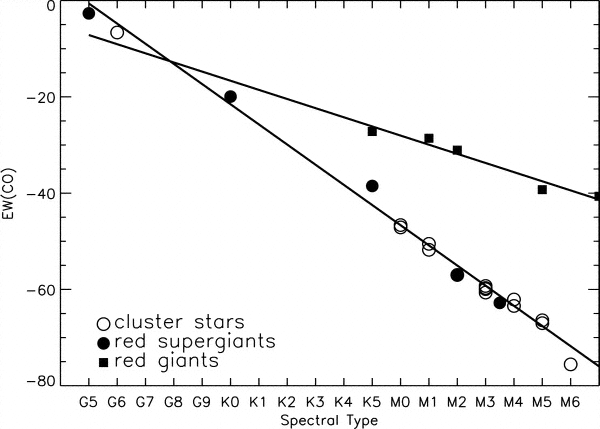 0
-20
-40
-60
-80
EW(CO)
cluster stars
red supergiants
red giants
G5 G6 G7 G8 G9 K0 K1 K2 K3 K4 K5 M0 M1 M2 M3 M4 M5 M6
Spectral Type